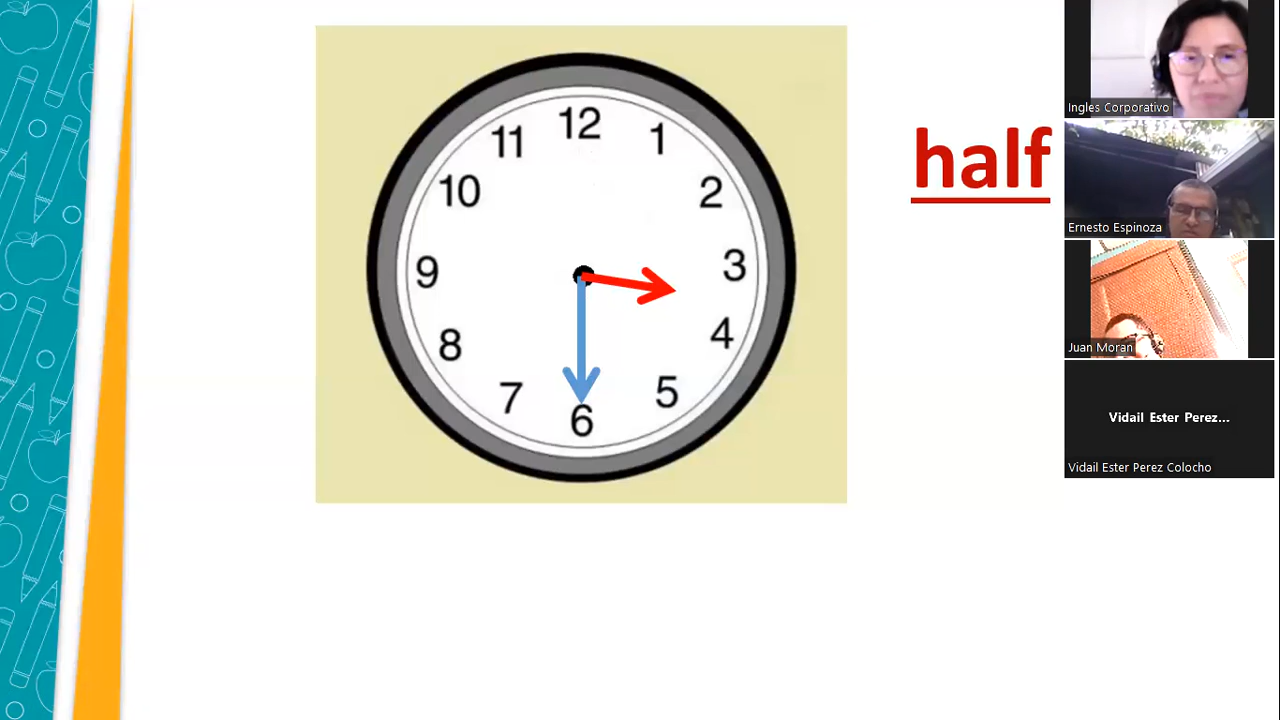 12
11
1
10
2
9
3
8
4
7
5
6
half
Ingles Corporativo
Ernesto Espinoza
Juan Moran
Vidail Ester Perez...
Vidail Ester Perez Colocho